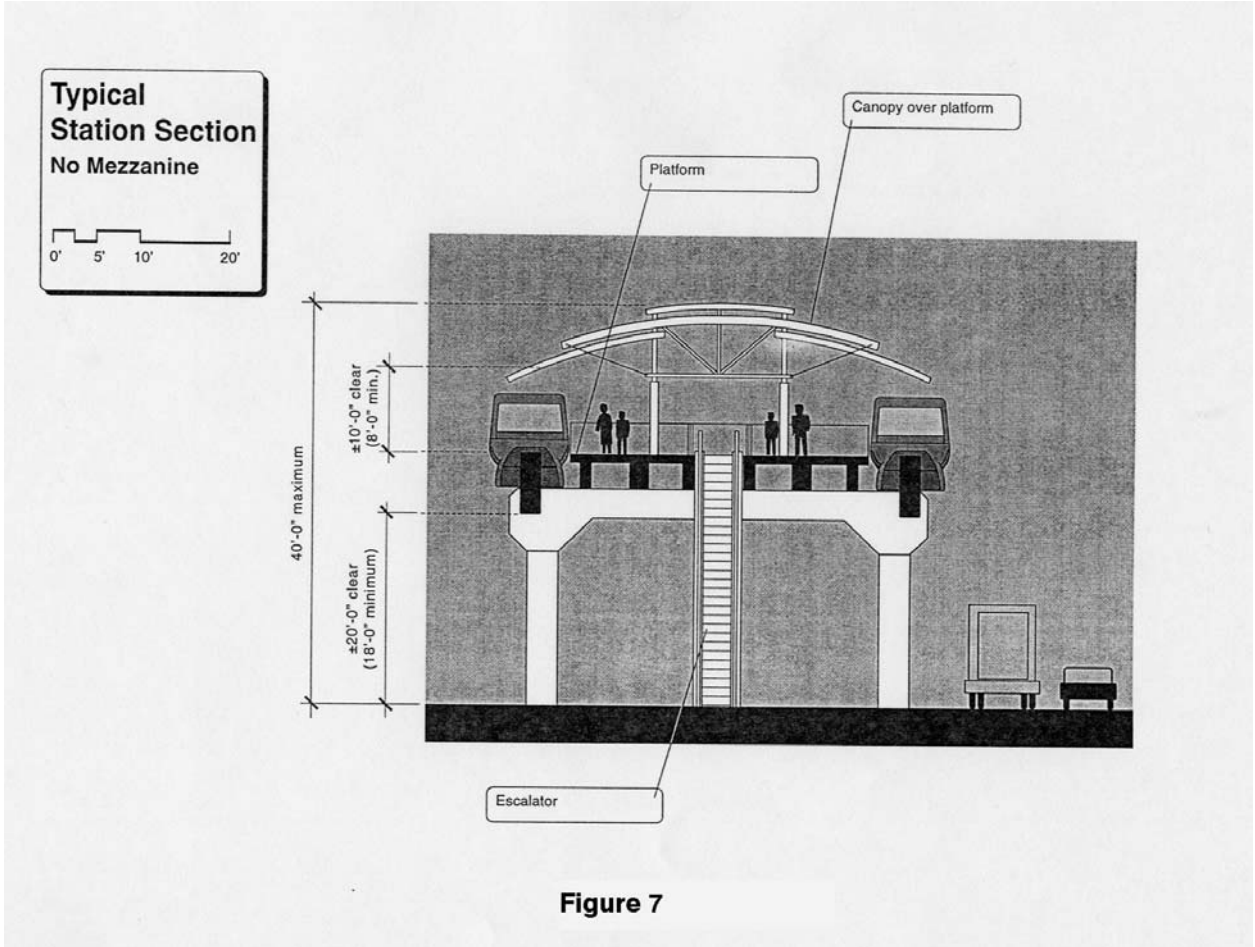 Typical
Station Section
No Mezzanine
0' 5' 10' 20'
Canopy over platform
Platform
40'-0" maximum
±10'-0" clear
(8'-0" min.)
±20'-0" clear
(18'-0" minimum)
Escalator
Figure 7